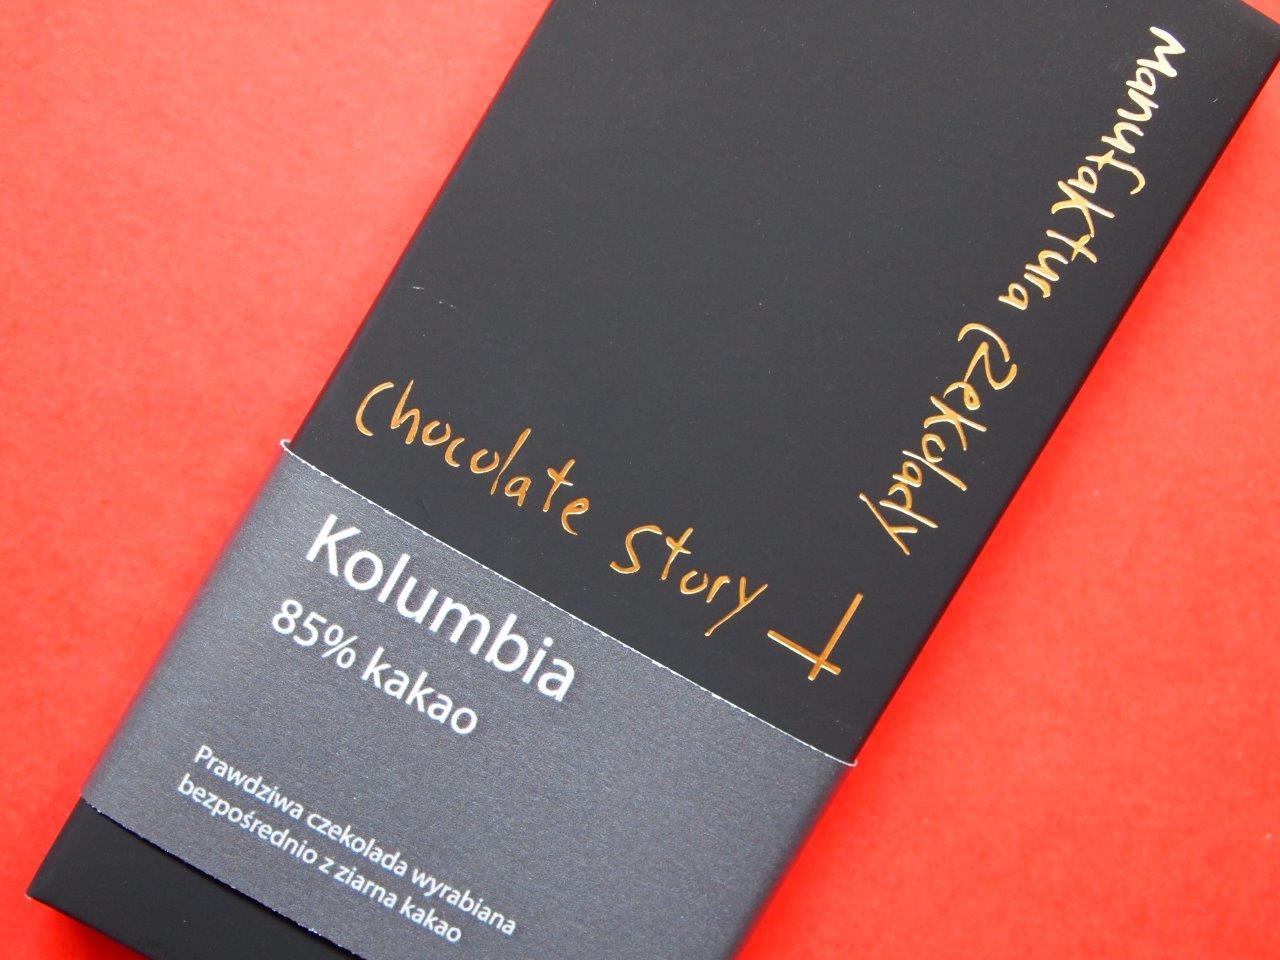 Manufaktura Czekolady
Chocolate Story
Kolumbia
85% kakao
Prawdziwa czekolada wyrabiana
bezpośrednio z ziarna kakao